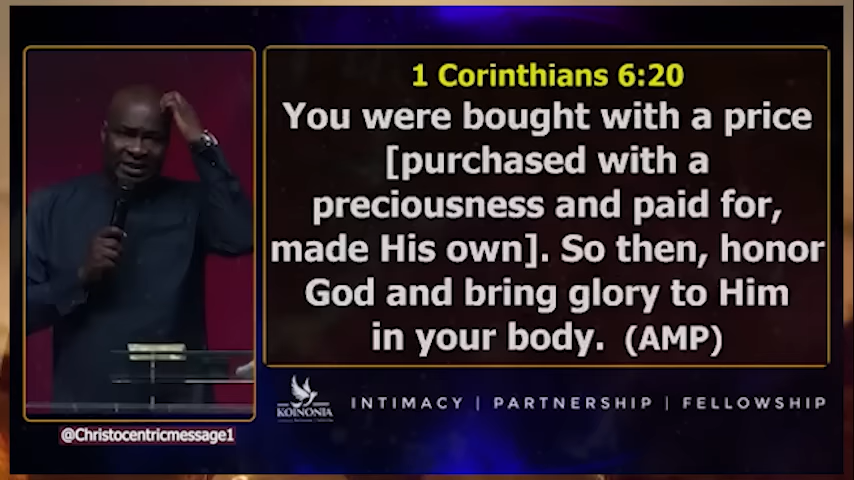 1 Corinthians 6:20
You were bought with a price
[purchased with a
preciousness and paid for,
made His own]. So then, honor
God and bring glory to Him
in your body. (AMP)
KOINONIA
INTIMACY | PARTNERSHIP | FELLOWSHIP
@Christocentricmessage1